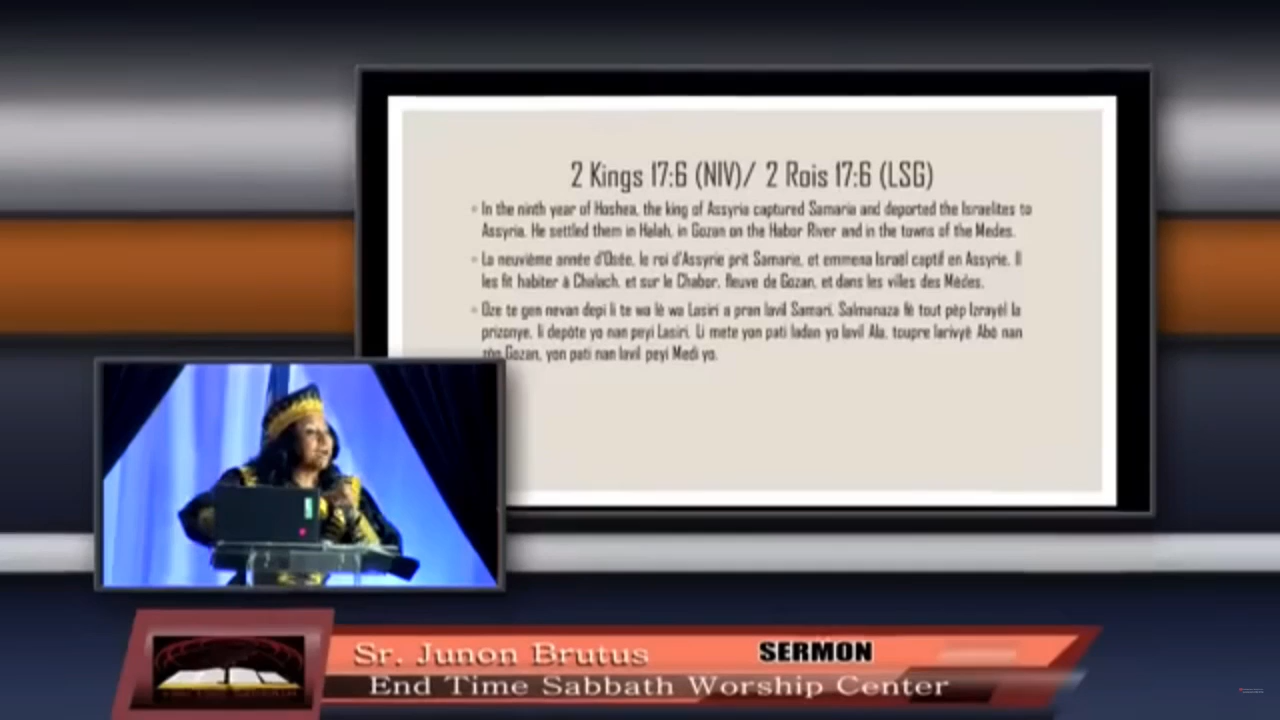 2 Kings 17:6 (NIV)/ 2 Rois 17:6 (LSG)
In the ninth year of Hoshea, the king of Assyria captured Samaria and deported the Israelites to
Assyria. He settled them in Halah, in Gozan on the Habor River and in the towns of the Medes.
La neuvième année d'Osée, le roi d'Assyrie prit Samarie, et emmena Israël captif en Assyrie. Il
les fit habiter à Chalach, et sur le Chabor, fleuve de Gozan, et dans les villes des Mèdes.
Oze te gen nevan depi li te wa lè wa Lasiri a pran lavil Samari. Salmanaza fè tout pèp Izrayèl la
prizonye, li depòte yo nan peyi Lasiri. Li mete yon pati ladan yo lavil Ala, toupre larivyè Abò nan
Gozan, yon pati nan lavil peyi Medi yo.
Sr. Junon Brutus
SERMON
End Time Sabbath Worship Center